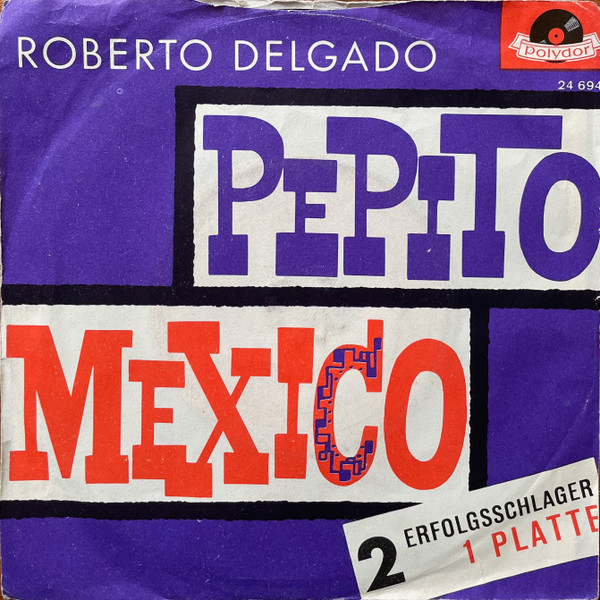 ROBERTO DELGADO
Polydor
24 694
PEPITO
MEXICO
2 ERFOLGSSCHLAGER
1 PLATTE